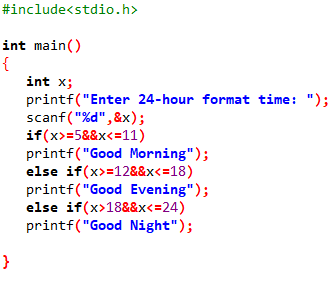 #include<stdio.h>
int main()
{
int x;
printf("Enter 24-hour format time: ");
scanf("%d",&x);
if(x>=5&&x<=11)
printf("Good Morning");
else if(x>=12&&x<=18)
printf("Good Evening");
else if(x>18&&x<=24)
printf("Good Night");
}